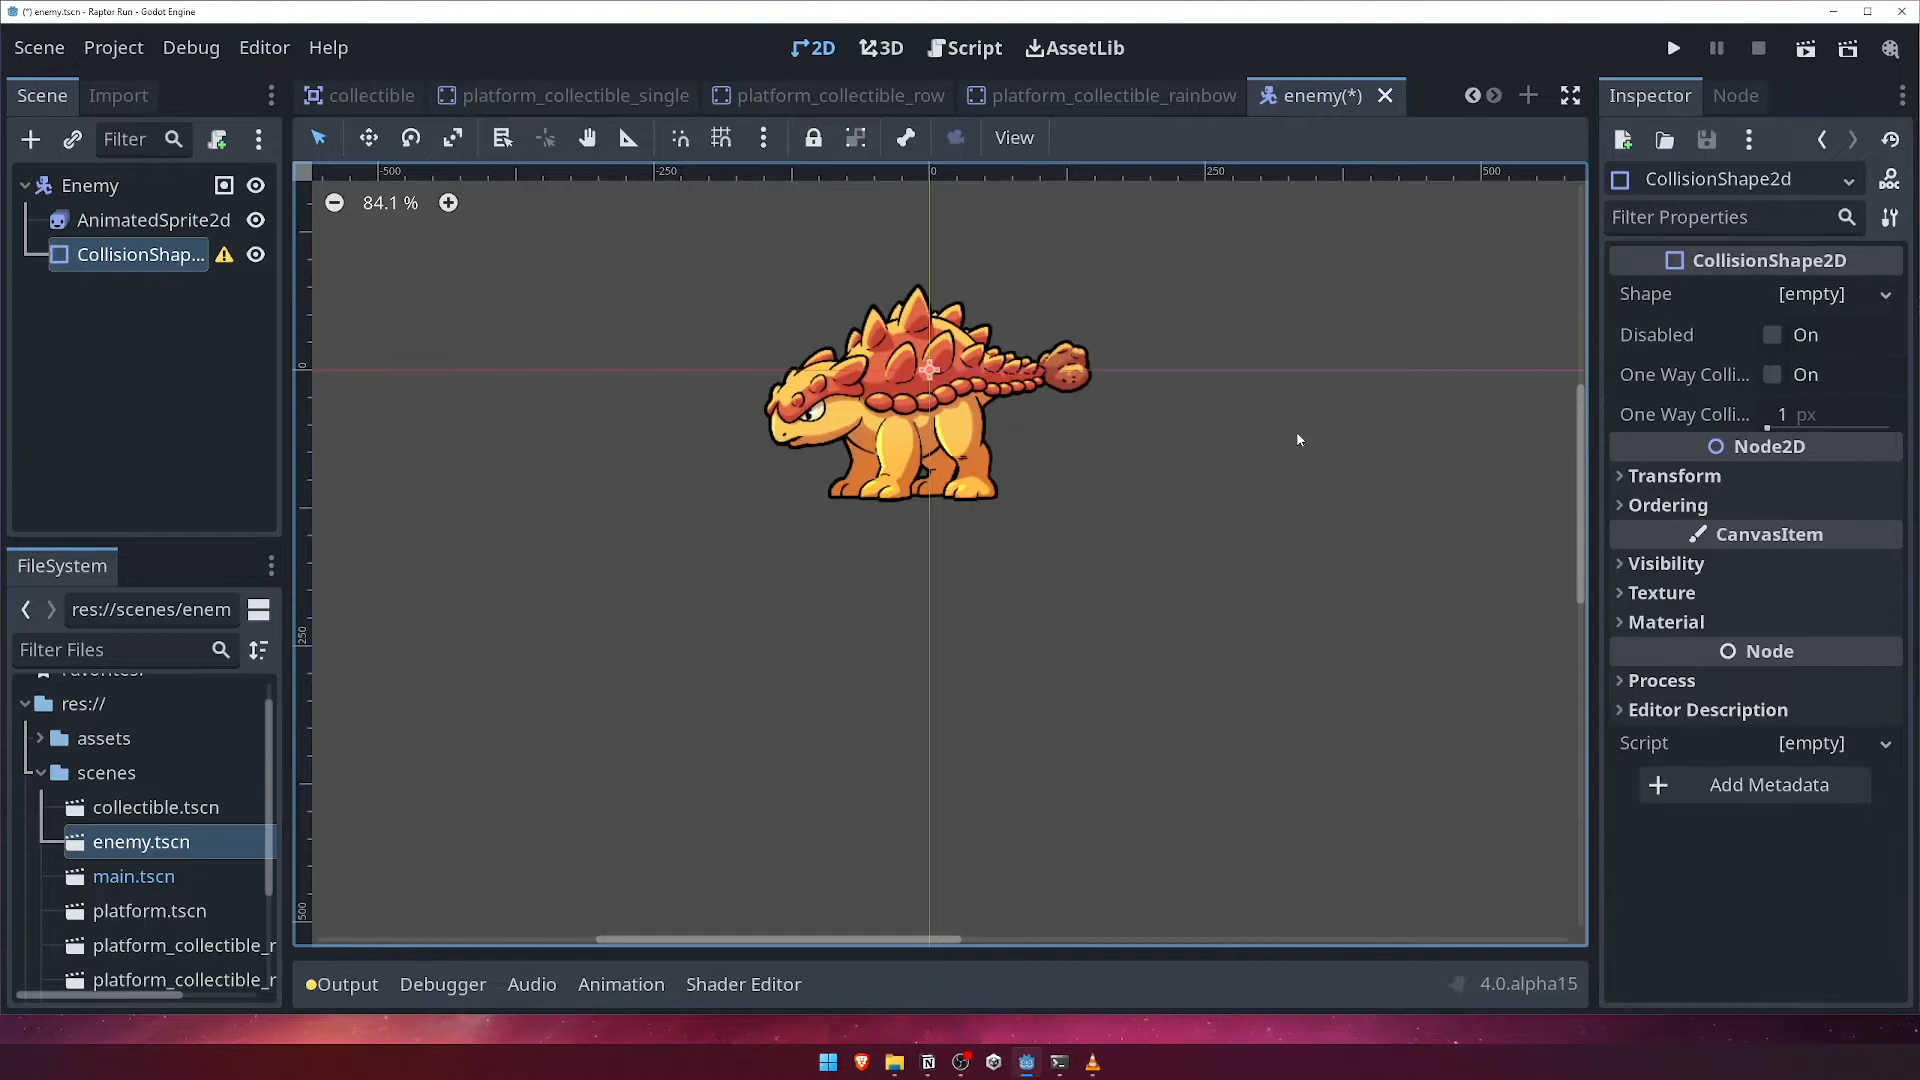 (*) enemy.tscn - Raptor Run - Godot Engine
Scene Project Debug Editor Help
2D 3D Script AssetLib
Scene Import
collectible platform_collectible_single platform_collectible_row platform_collectible_rainbow enemy(*)
Inspector Node
Filter
View
Enemy
AnimatedSprite2d
CollisionShap...
-500 -250 0 250 500
84.1 %
0
250
500
CollisionShape2d
DOC
Filter Properties
CollisionShape2D
Shape [empty]
Disabled On
One Way Colli... On
One Way Colli... 1 px
Node2D
Transform
Ordering
CanvasItem
Visibility
Texture
Material
Node
Process
Editor Description
Script [empty]
Add Metadata
FileSystem
res://scenes/enem
Filter Files
Favorites:
res://
assets
scenes
collectible.tscn
enemy.tscn
main.tscn
platform.tscn
platform_collectible_r
platform_collectible_r
Output Debugger Audio Animation Shader Editor
4.0.alpha15